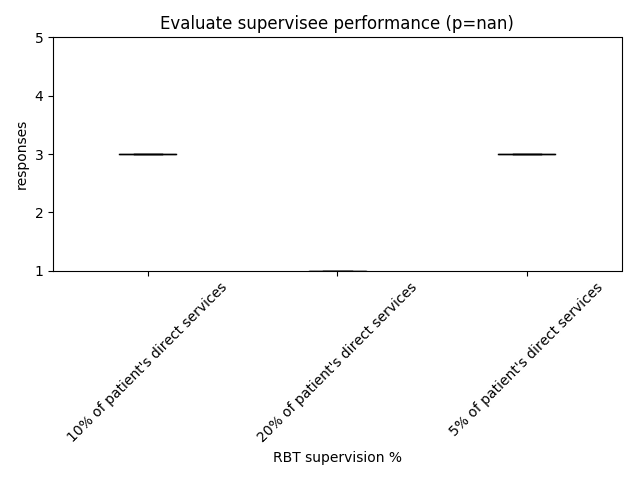 Evaluate supervisee performance (p=nan)
5
4
3
2
1
responses
10% of patient's direct services
20% of patient's direct services
5% of patient's direct services
RBT supervision %